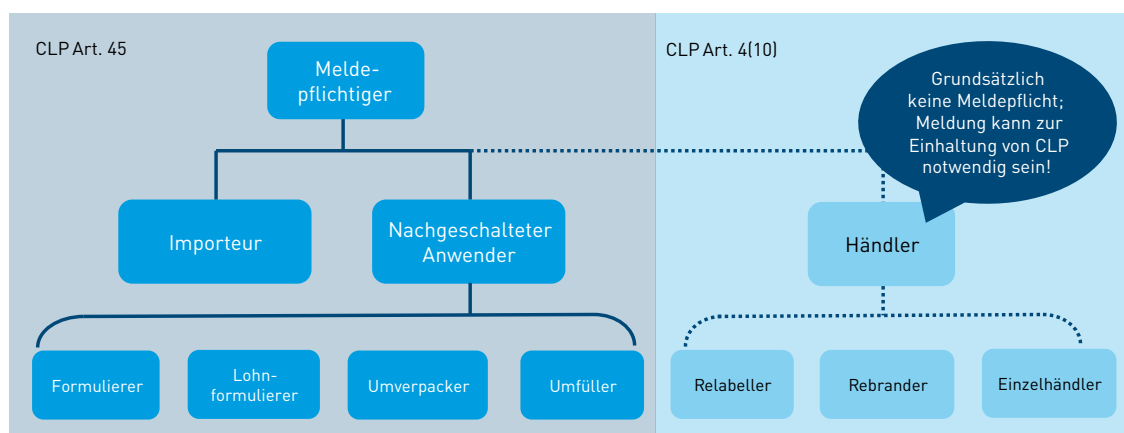 CLP Art. 45
CLP Art. 4(10)
Melde-
pflichtiger
Grundsätzlich
keine Meldepflicht;
Meldung kann zur
Einhaltung von CLP
notwendig sein!
Importeur
Nachgeschalteter
Anwender
Händler
Formulierer
Lohn-
formulierer
Umverpacker
Umfüller
Relabeller
Rebrander
Einzelhändler